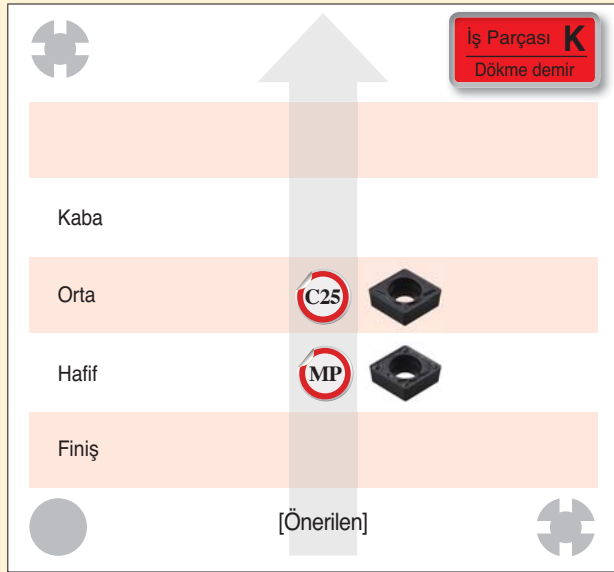 İş Parçası K
Dökme demir
Kaba
Orta
C25
Hafif
MP
Finiş
[Önerilen]